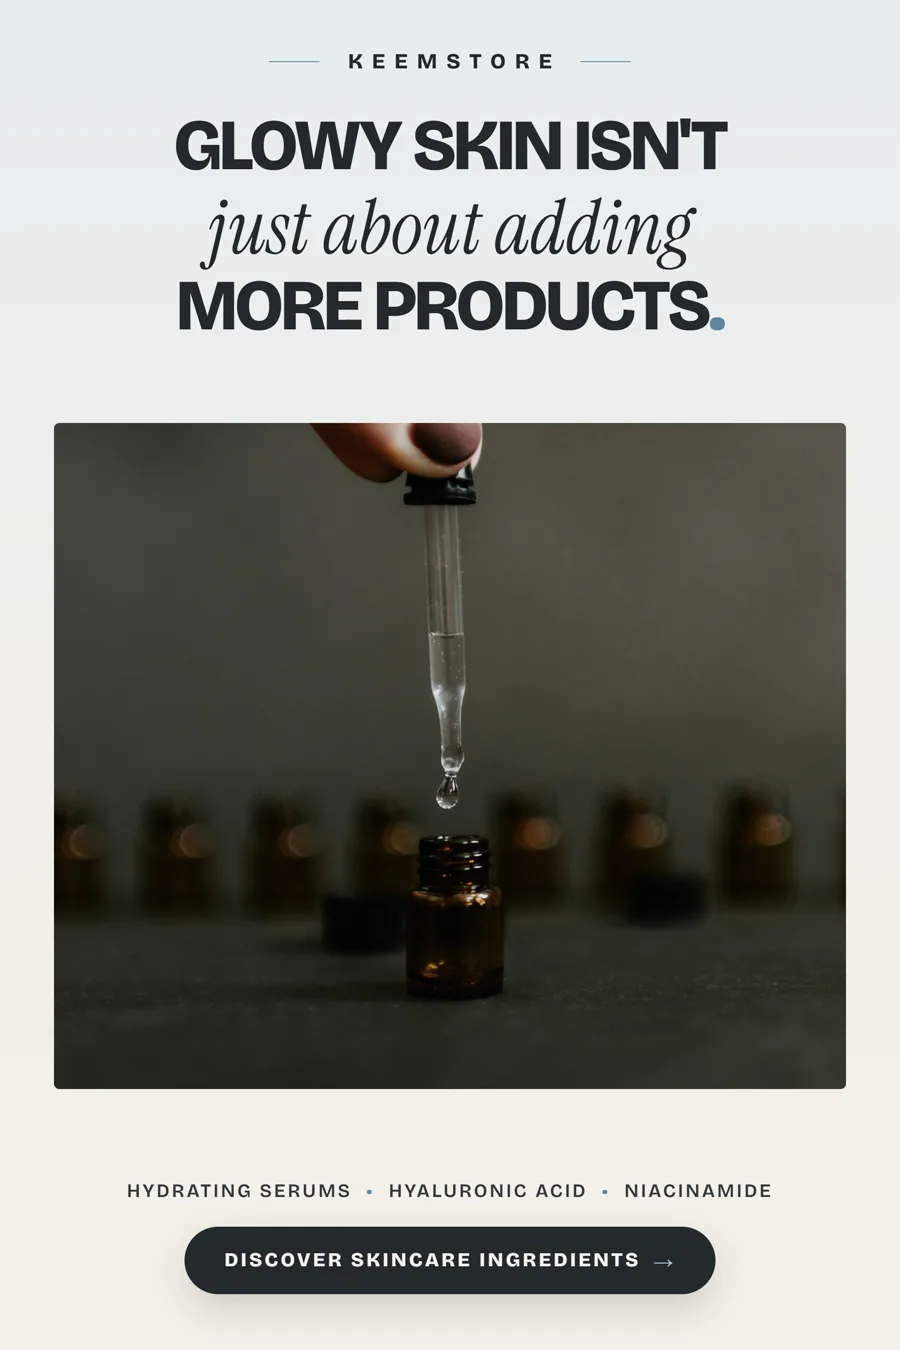 KEEMSTORE
GLOWY SKIN ISN'T
just about adding
MORE PRODUCTS.
HYDRATING SERUMS • HYALURONIC ACID • NIACINAMIDE
DISCOVER SKINCARE INGREDIENTS →